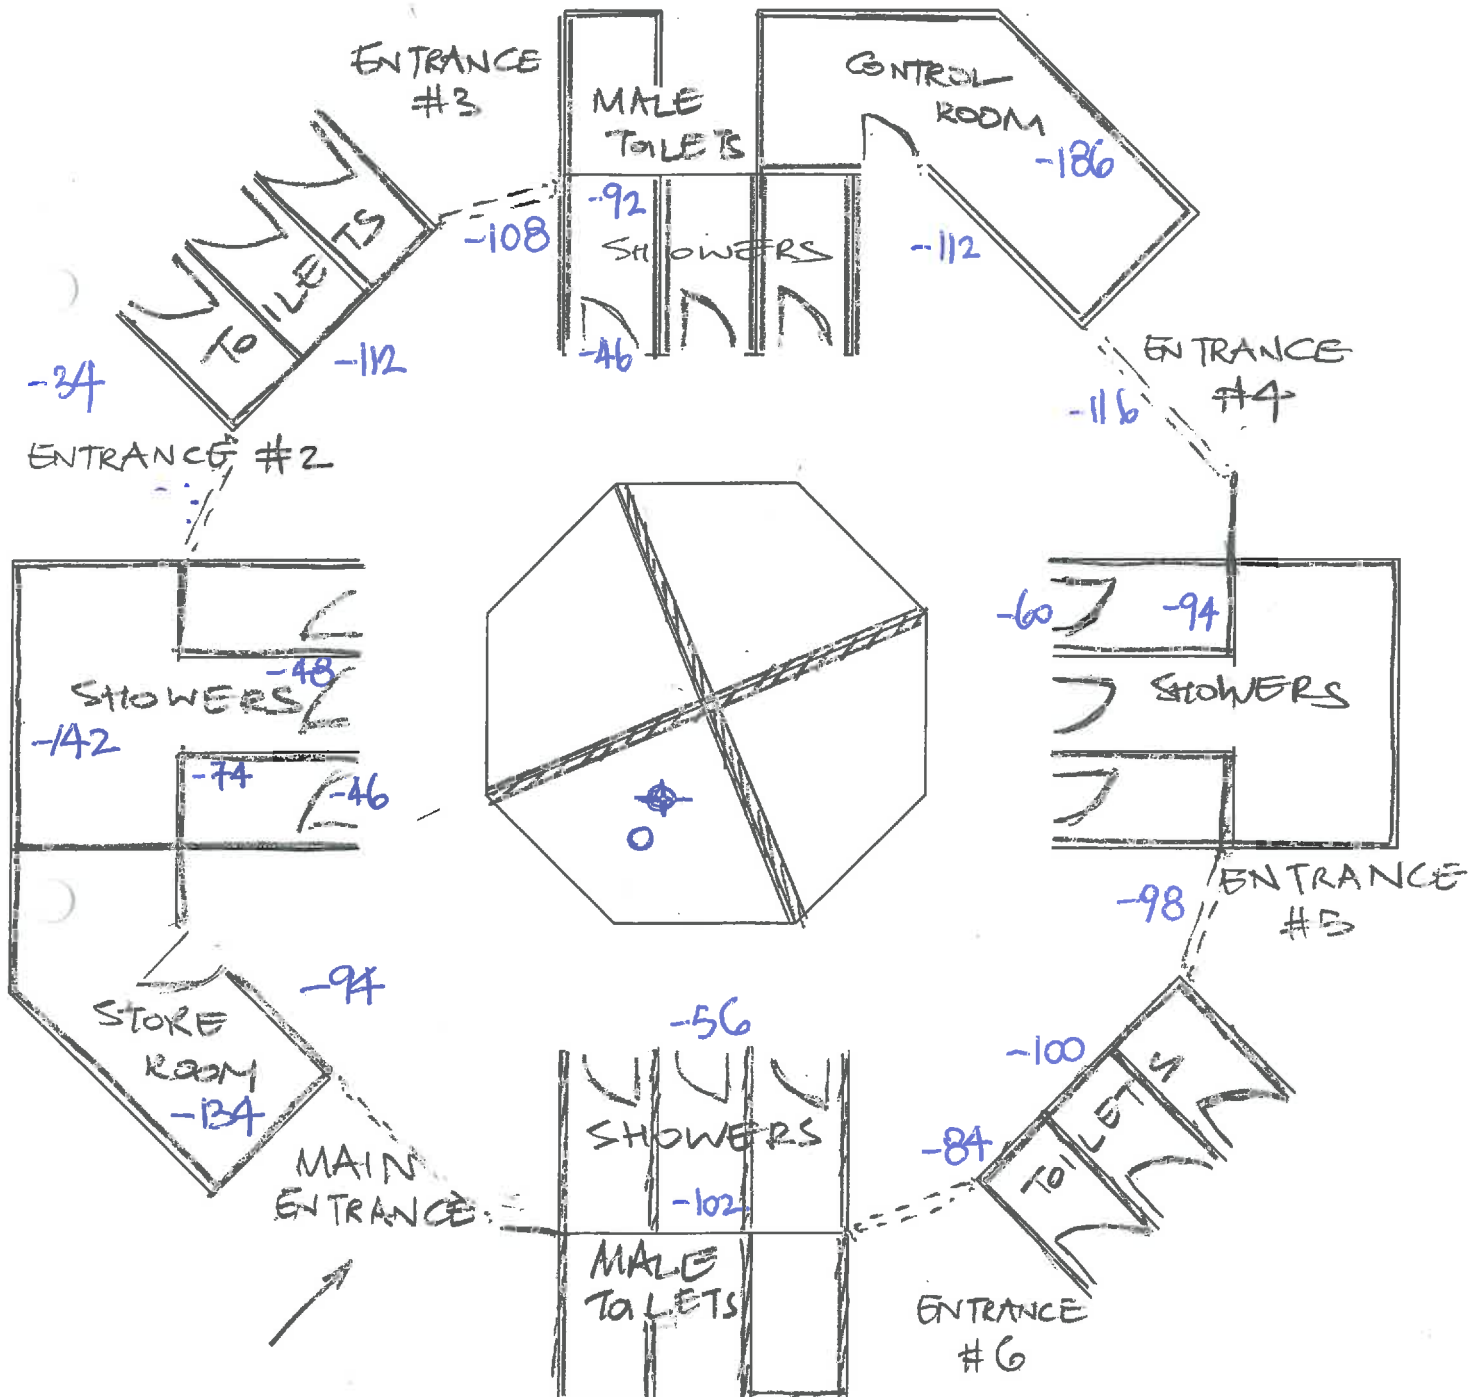 ENTRANCE
#3
CONTROL
ROOM
-186
MALE
TOILETS
-92
-108
SHOWERS
-112
-46
TOILETS
-112
-34
ENTRANCE #2
ENTRANCE
#4
-116
-60
-94
SHOWERS
-48
SHOWERS
-142
-74
-46
0
ENTRANCE
#5
-98
-94
STORE
ROOM
-134
-56
-100
TOILETS
-84
SHOWERS
-102
MAIN
ENTRANCE
MALE
TOILETS
ENTRANCE
#6